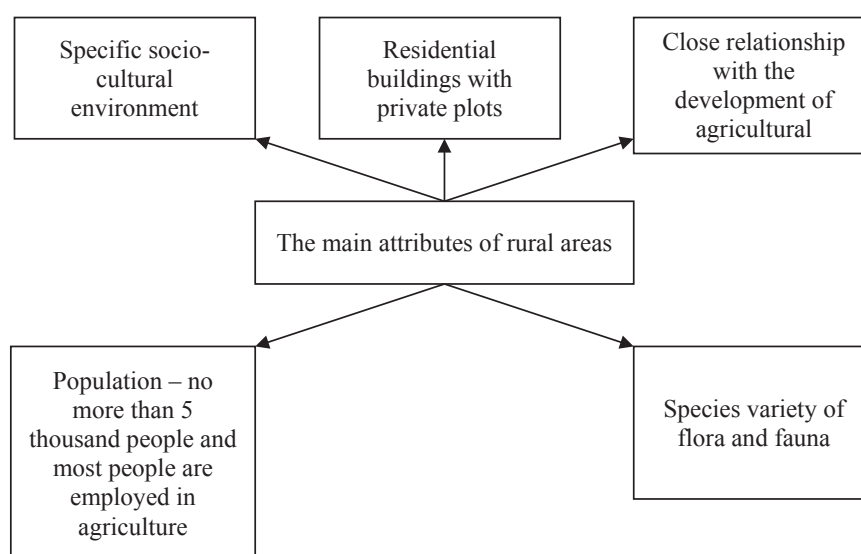 Specific socio-
cultural
environment
Residential
buildings with
private plots
Close relationship
with the
development of
agricultural
The main attributes of rural areas
Population – no
more than 5
thousand people and
most people are
employed in
agriculture
Species variety of
flora and fauna